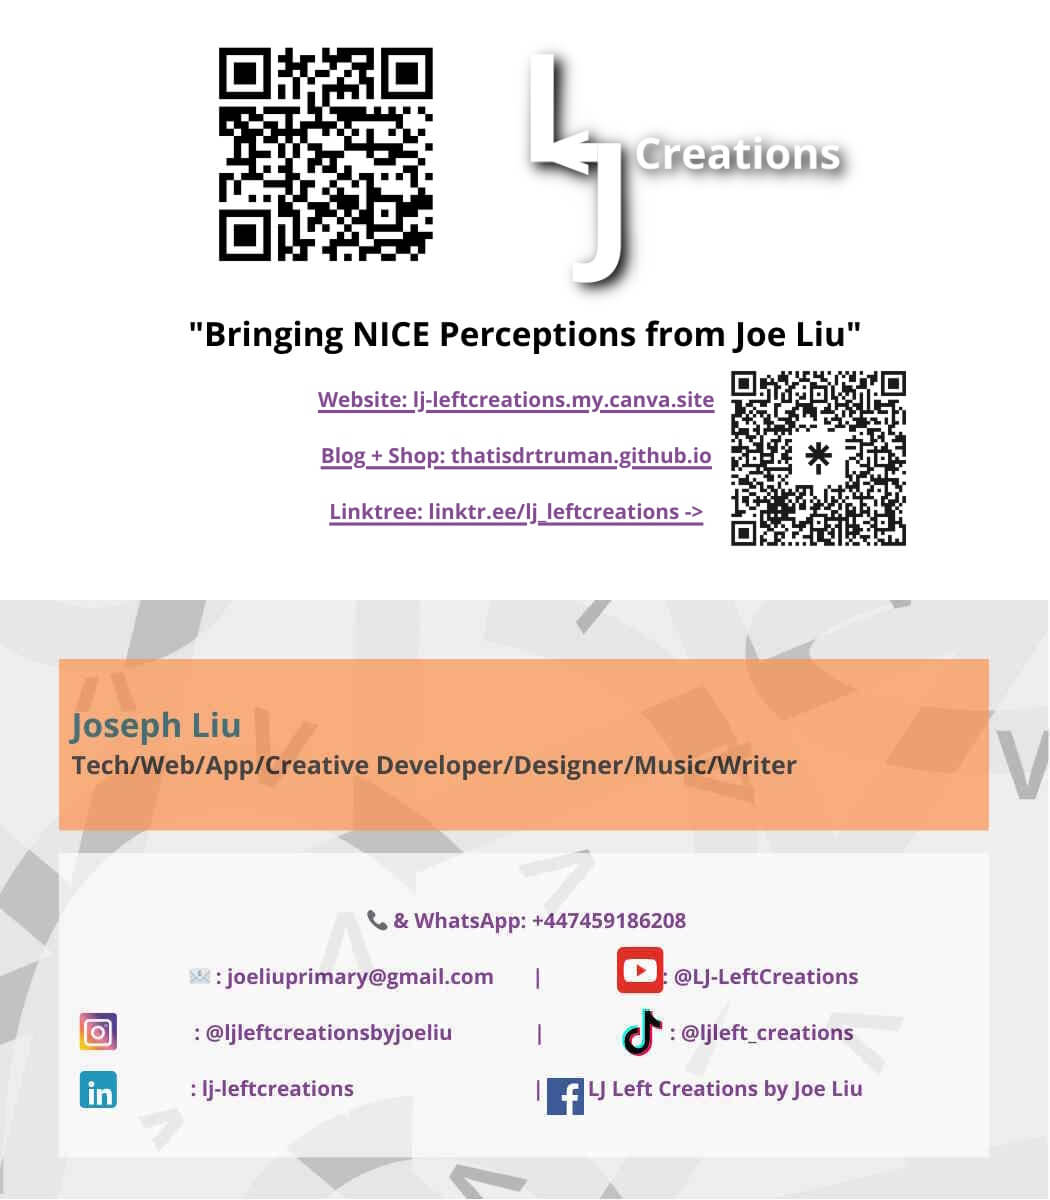 LJ Creations
"Bringing NICE Perceptions from Joe Liu"
Website: lj-leftcreations.my.canva.site
Blog + Shop: thatisdrtruman.github.io
Linktree: linktr.ee/lj_leftcreations ->
Joseph Liu
Tech/Web/App/Creative Developer/Designer/Music/Writer
& WhatsApp: +447459186208
: joeliuprimary@gmail.com | : @LJ-LeftCreations
: @ljleftcreationsbyjoeliu | : @ljleft_creations
in : lj-leftcreations | f LJ Left Creations by Joe Liu